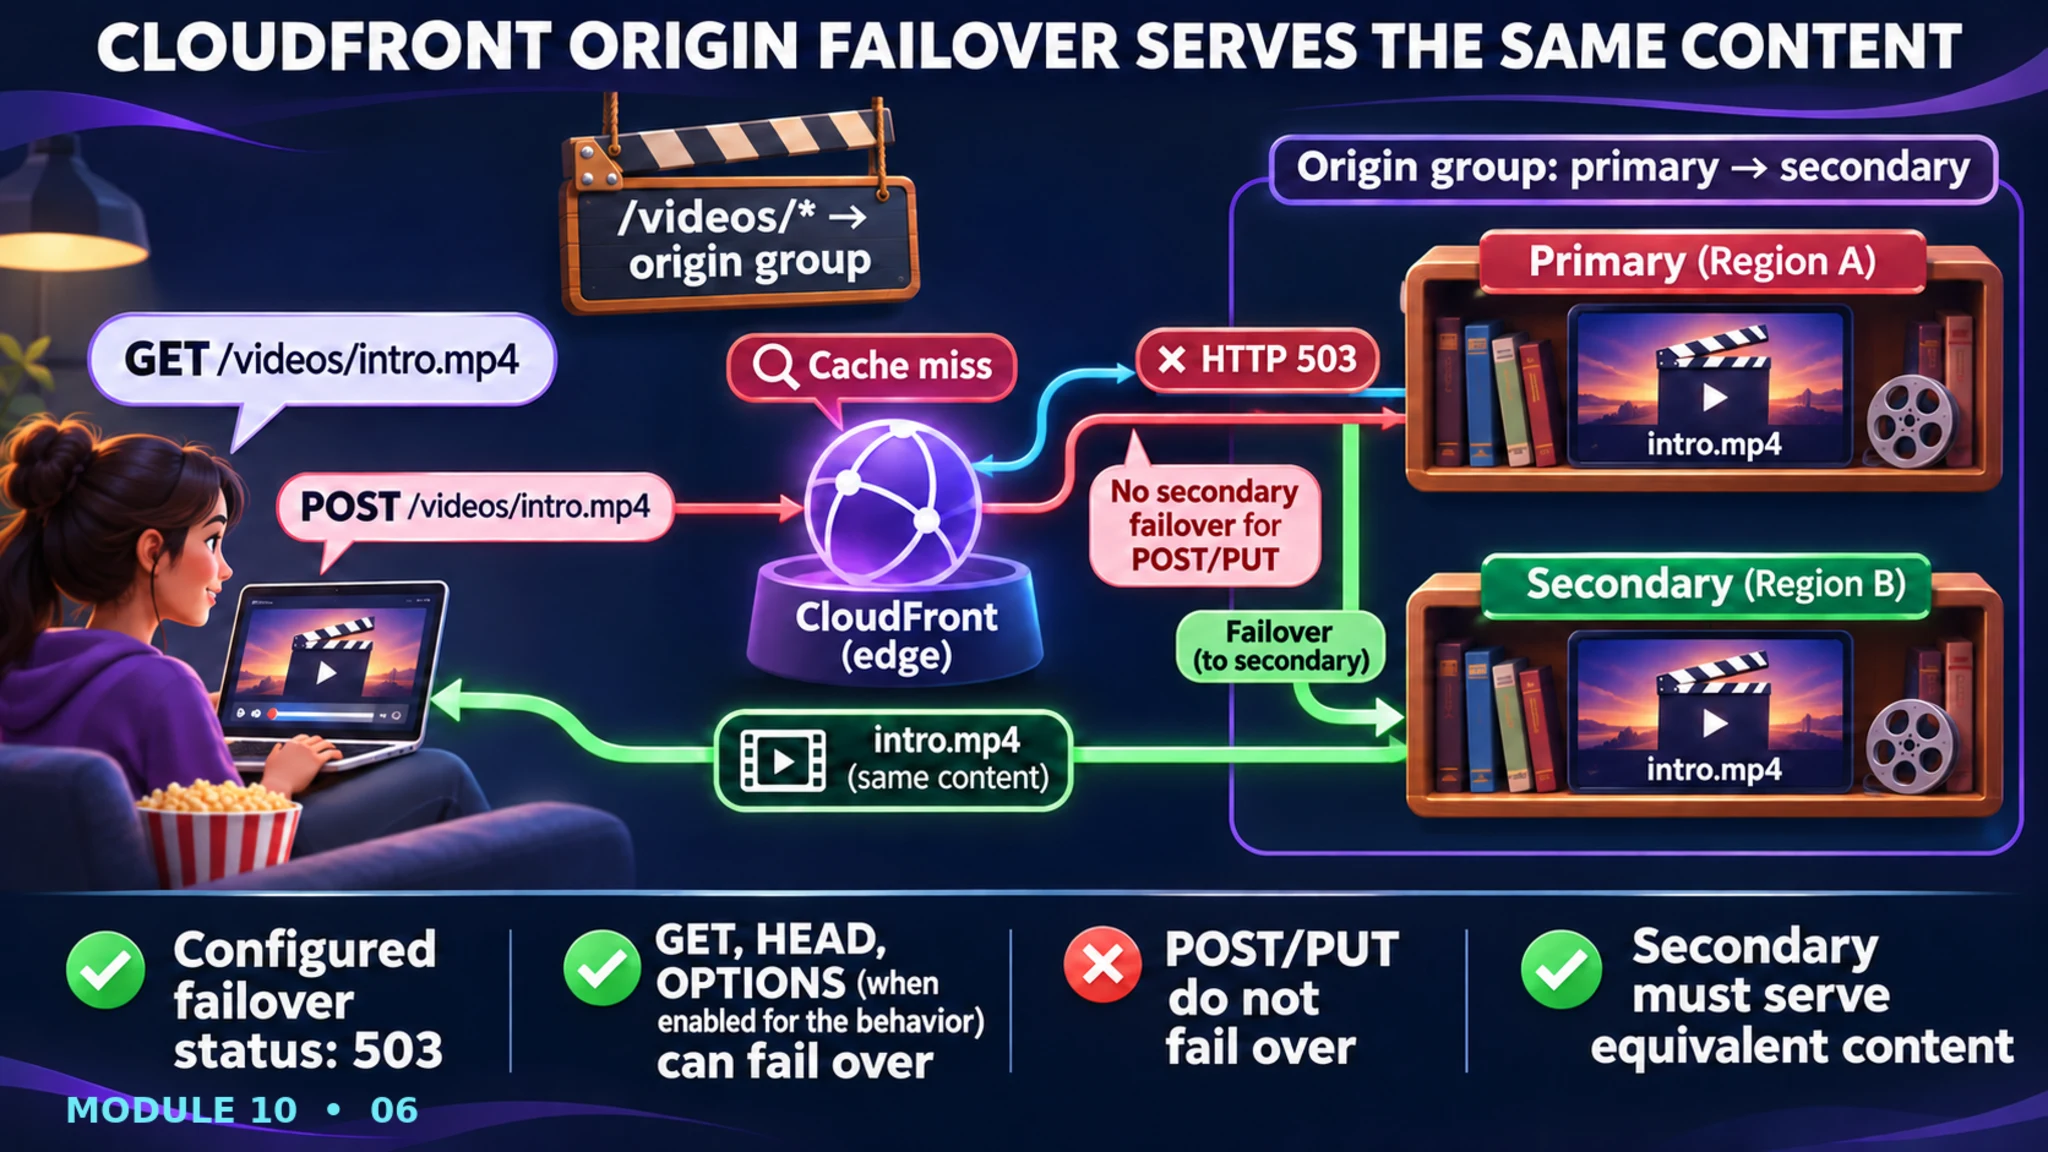 CLOUDFRONT ORIGIN FAILOVER SERVES THE SAME CONTENT
/videos/* →
origin group
Origin group: primary → secondary
Primary (Region A)
GET /videos/intro.mp4
Cache miss
× HTTP 503
intro.mp4
POST /videos/intro.mp4
No secondary
failover for
POST/PUT
CloudFront
(edge)
Secondary (Region B)
Failover
(to secondary)
intro.mp4
(same content)
intro.mp4
Configured
failover
status: 503
GET, HEAD,
OPTIONS (when
enabled for the behavior)
can fail over
POST/PUT
do not
fail over
Secondary
must serve
equivalent content
MODULE 10 • 06